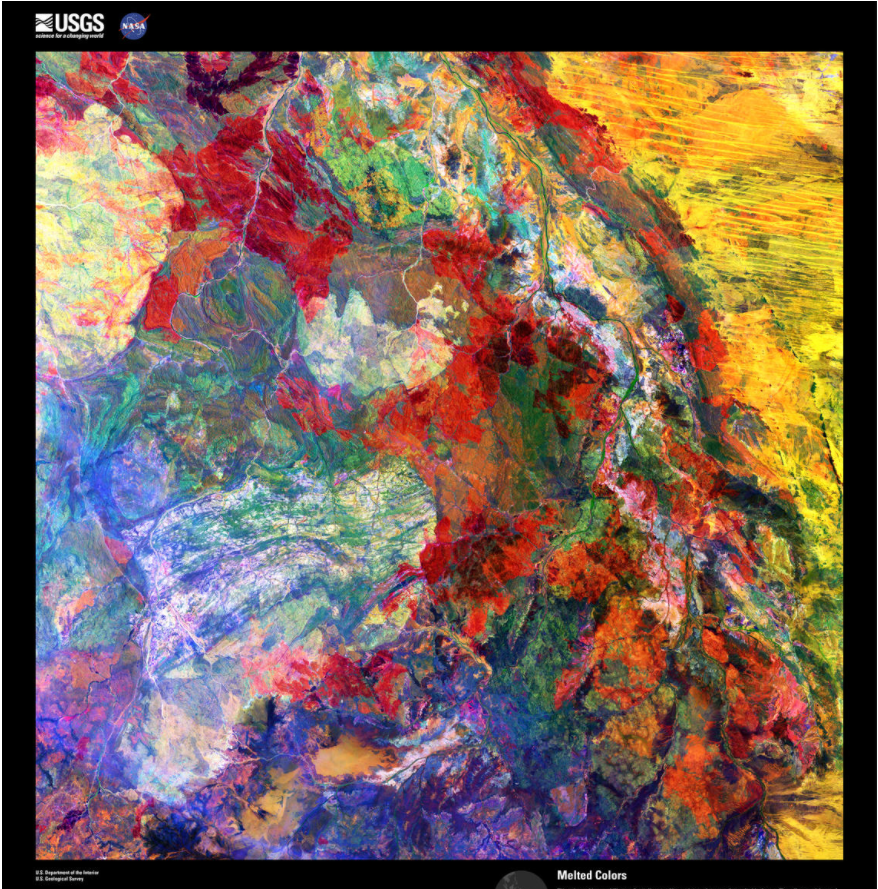 USGS
science for a changing world
NASA
U.S. Department of the Interior
U.S. Geological Survey
Melted Colors